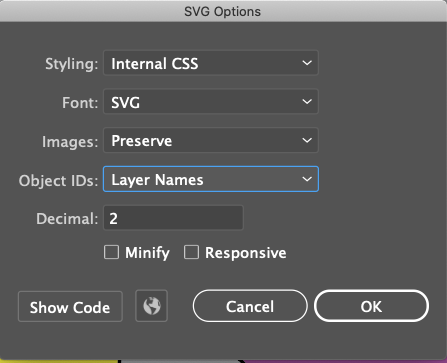 SVG Options
Styling: Internal CSS
Font: SVG
Images: Preserve
Object IDs: Layer Names
Decimal: 2
Minify Responsive
Show Code Cancel OK